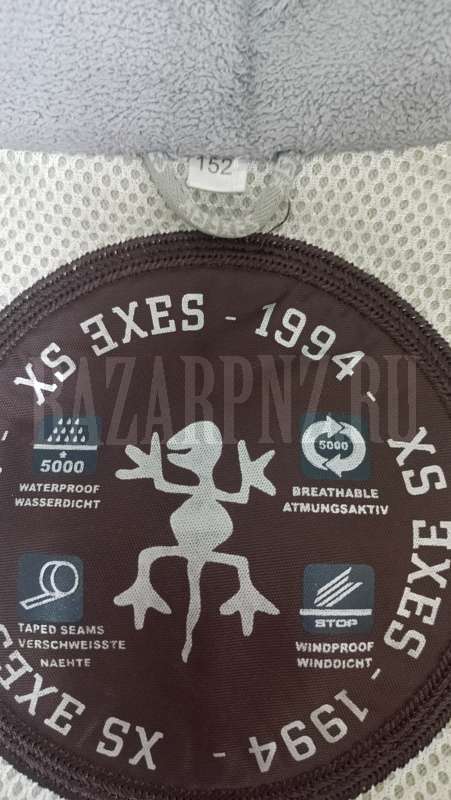 152
XS EXES - 1994 - XS EXES - 1994 - XS EXE
BAZARPNZ.RU
5000
WATERPROOF
WASSERDICHT
5000
BREATHABLE
ATMUNGSAKTIV
TAPED SEAMS
VERSCHWEISSTE
NAEHTE
STOP
WINDPROOF
WINDDICHT